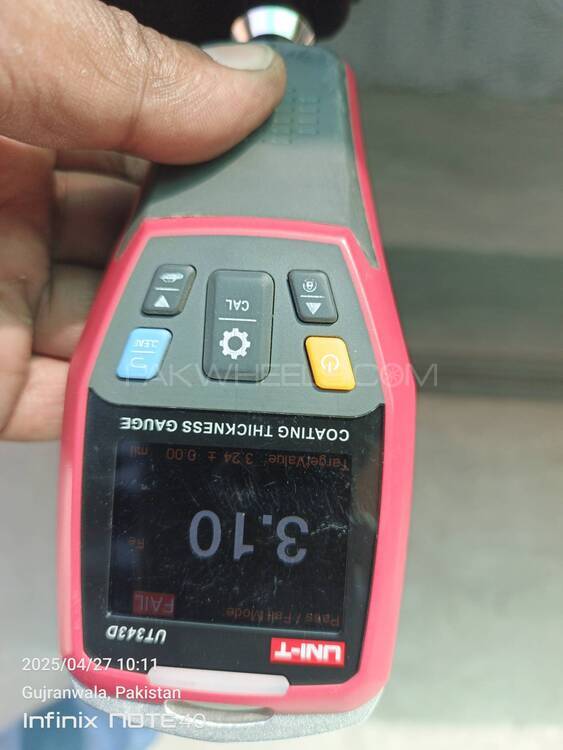 UNI-T
UT343D
Pass / Fail Mode
FAIL
Fe
3.10
TargetValue: 3.24 ± 0.00 mil
COATING THICKNESS GAUGE
CAL
PAKWHEELS.COM
2025/04/27 10:11
Gujranwala, Pakistan
Infinix NOTE 40